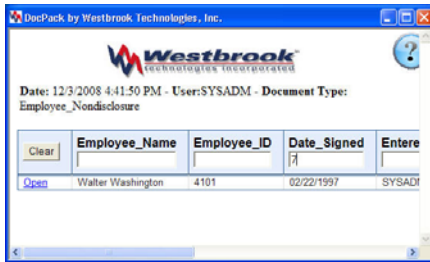 DocPack by Westbrook Technologies, Inc.
Westbrook
technologies incorporated
Date: 12/3/2008 4:41:50 PM - User:SYSADM - Document Type:
Employee_Nondisclosure
Clear Employee_Name Employee_ID Date_Signed Entere
7
Open Walter Washington 4101 02/22/1997 SYSADM